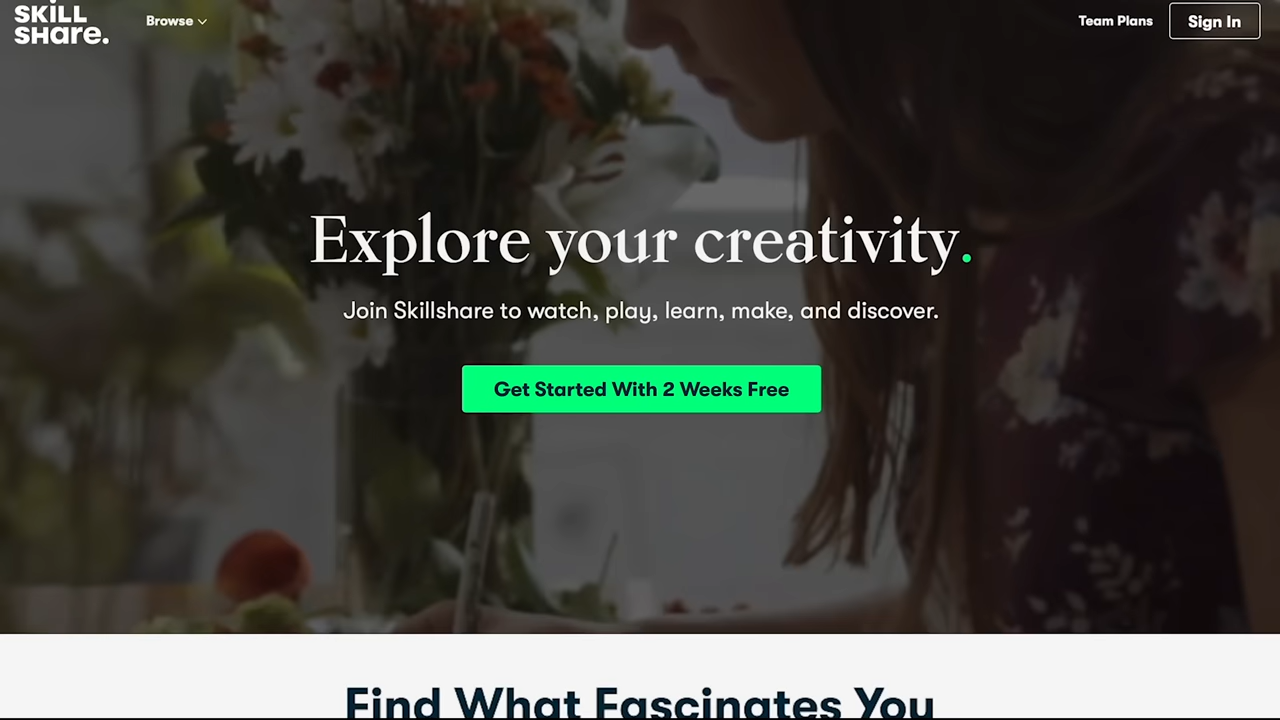 SKiLL
SHare.
Browse
Team Plans
Sign In
Explore your creativity.
Join Skillshare to watch, play, learn, make, and discover.
Get Started With 2 Weeks Free
Find What Fascinates You